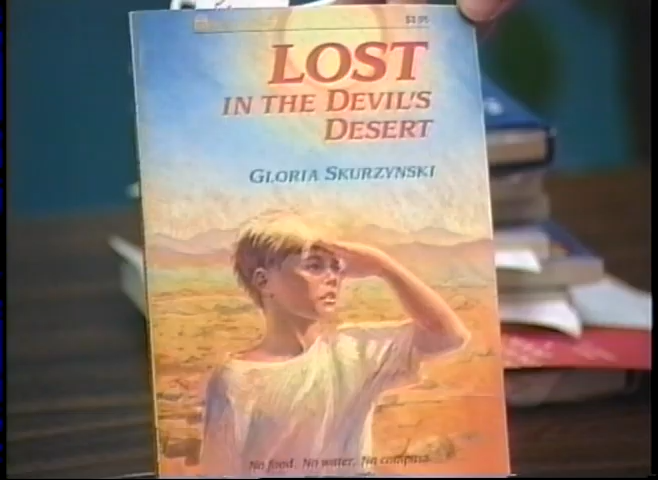 $3.95
LOST
IN THE DEVIL'S
DESERT
GLORIA SKURZYNSKI
No food. No water. No compass.